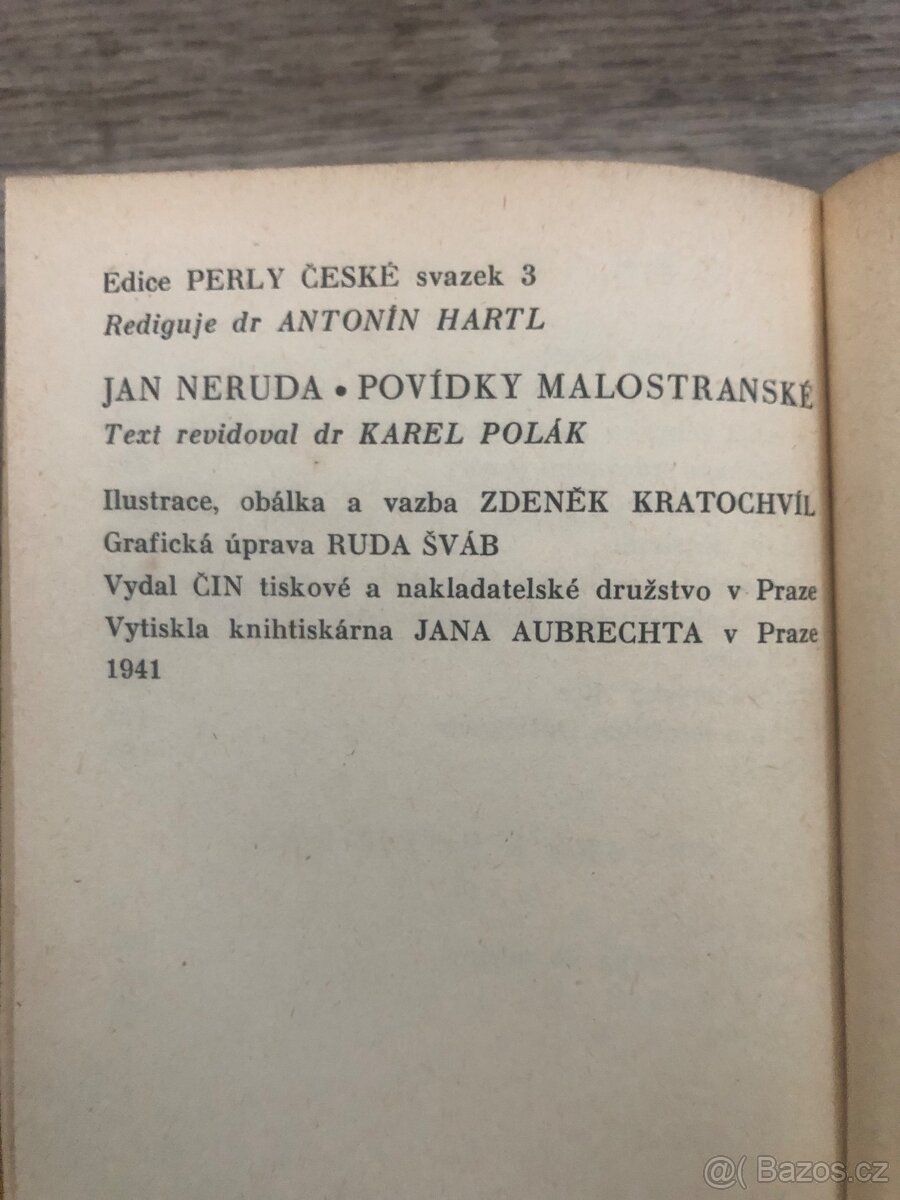 Edice PERLY ČESKÉ svazek 3
Rediguje dr ANTONÍN HARTL
JAN NERUDA • POVÍDKY MALOSTRANSKÉ
Text revidoval dr KAREL POLÁK
Ilustrace, obálka a vazba ZDENĚK KRATOCHVÍL
Grafická úprava RUDA ŠVÁB
Vydal ČIN tiskové a nakladatelské družstvo v Praze
Vytiskla knihtiskárna JANA AUBRECHTA v Praze
1941
@( Bazos.cz